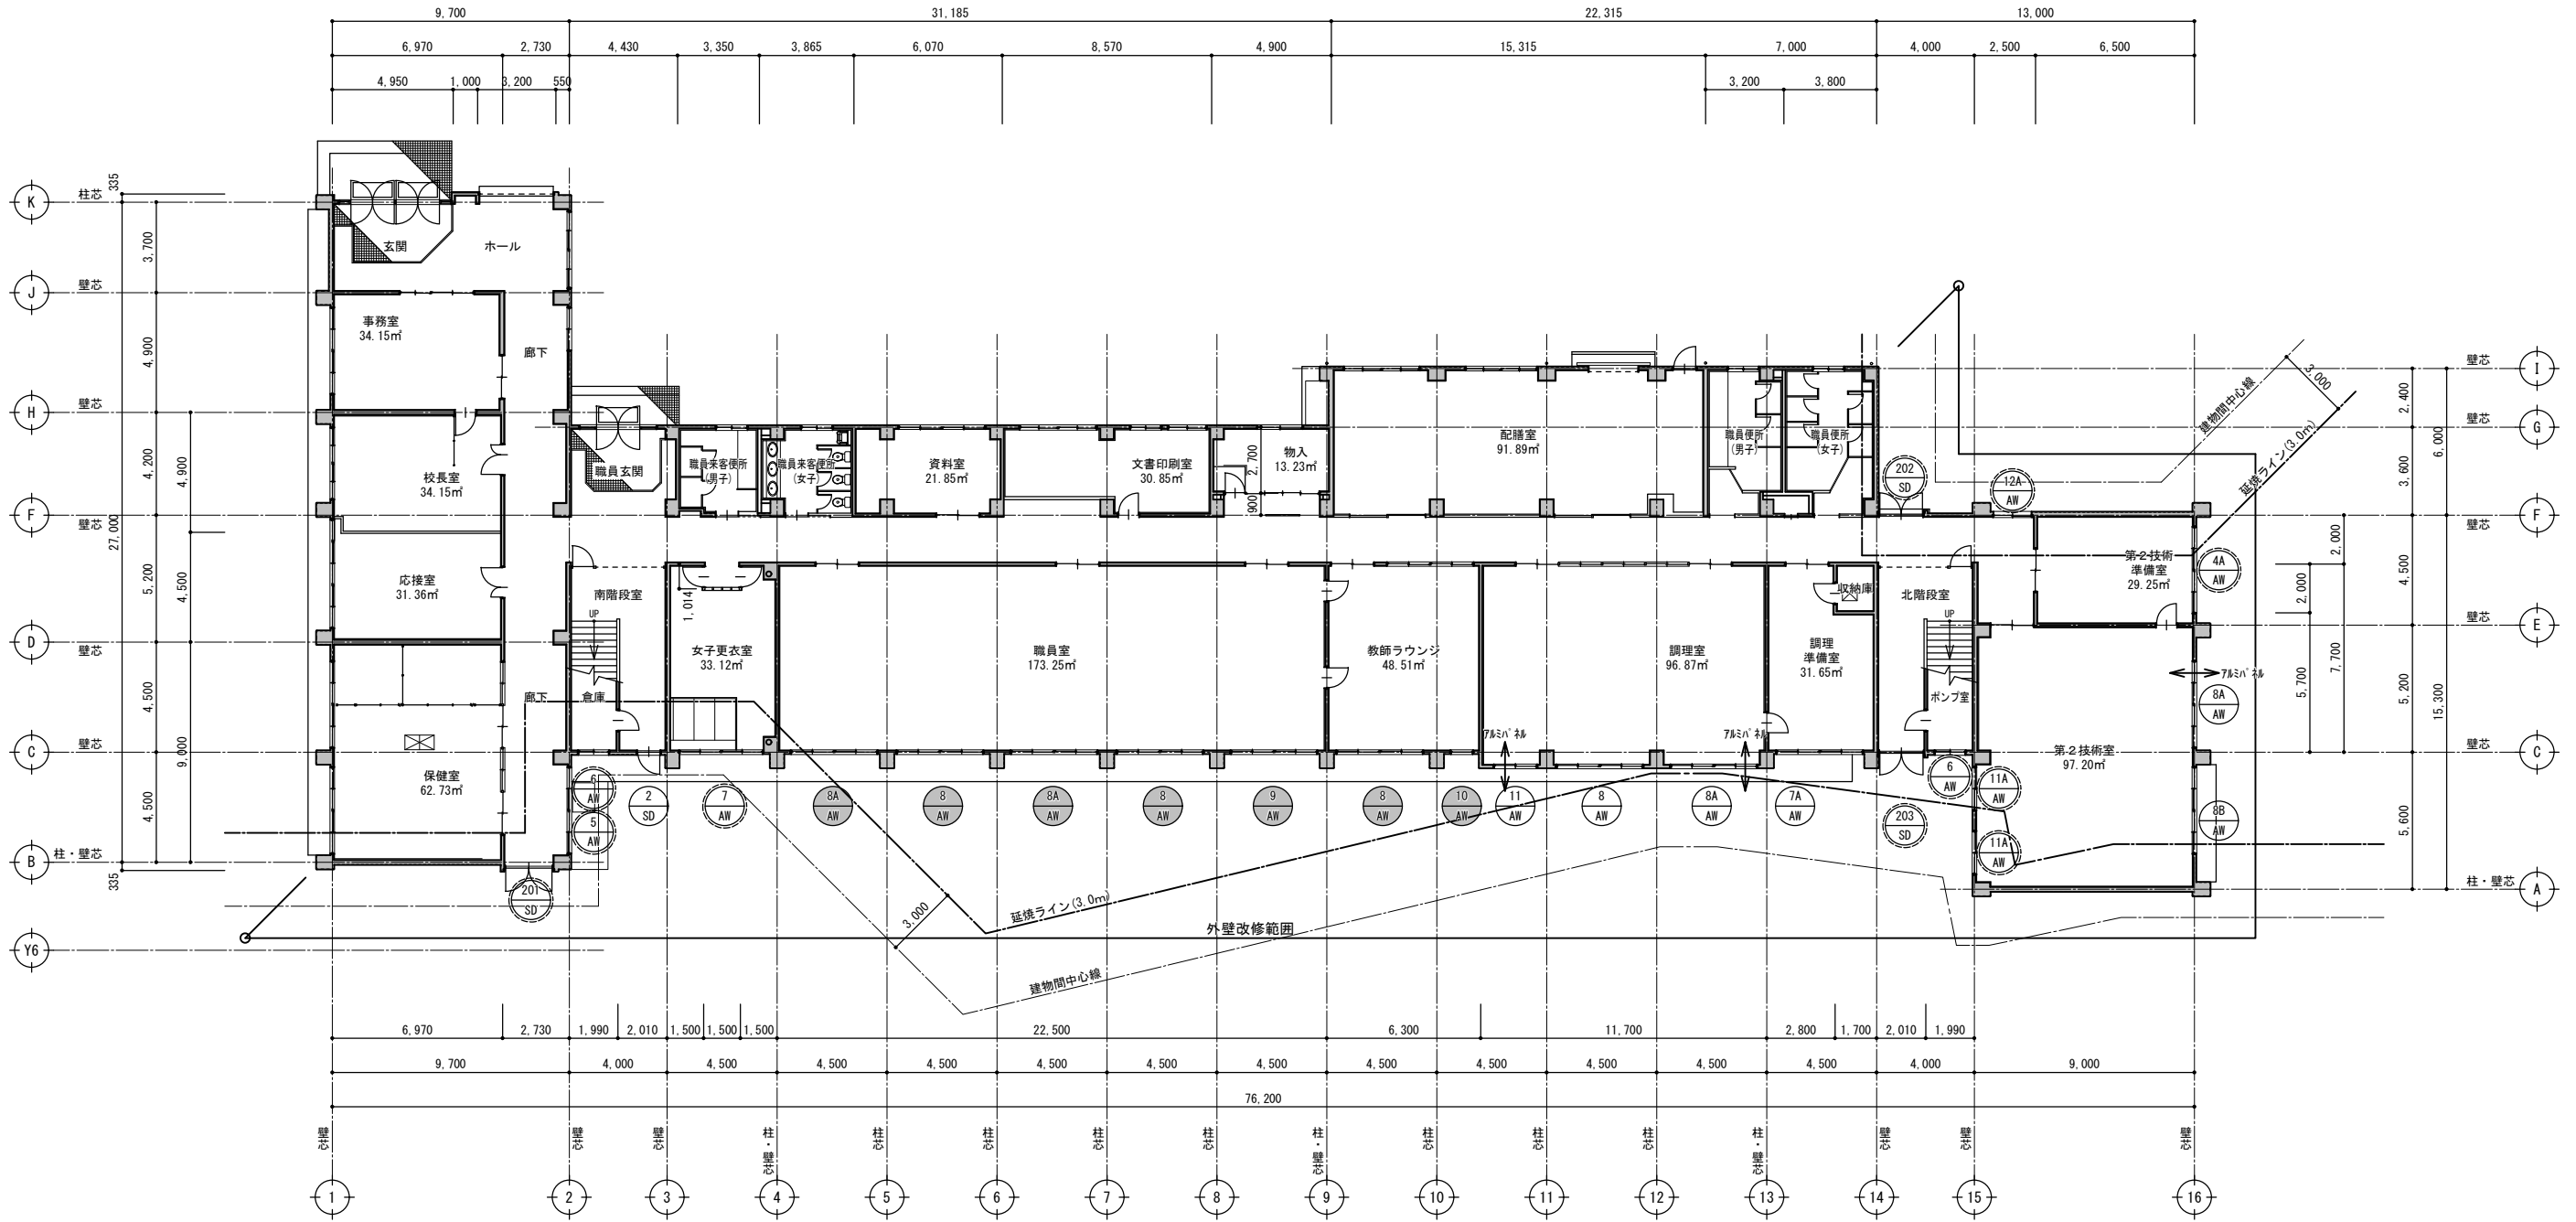 9,700
31,185
22,315
13,000
6,970
2,730
4,430
3,350
3,865
6,070
8,570
4,900
15,315
7,000
4,000
2,500
6,500
4,950
1,000
3,200
550
3,200
3,800
335
K
柱芯
玄関
ホール
3,700
J
壁芯
事務室
34.15㎡
廊下
4,900
3,000
建物間中心線
延焼ライン(3.0m)
I
壁芯
2,400
H
壁芯
G
壁芯
6,000
職員玄関
職員来客便所
(男子)
職員来客便所
(女子)
資料室
21.85㎡
文書印刷室
30.85㎡
物入
13.23㎡
2,700
900
配膳室
91.89㎡
職員便所
(男子)
職員便所
(女子)
202
SD
12A
AW
3,600
4,200
4,900
校長室
34.15㎡
F
壁芯
F
壁芯
27,000
応接室
31.36㎡
5,200
4,500
南階段室
UP
1,014
女子更衣室
33.12㎡
職員室
173.25㎡
教師ラウンジ
48.51㎡
調理室
96.87㎡
収納庫
調理
準備室
31.65㎡
北階段室
UP
第2技術
準備室
29.25㎡
4A
AW
2,000
2,000
4,500
D
壁芯
E
壁芯
廊下
倉庫
ポンプ室
アルミパネル
8A
AW
5,700
7,700
5,200
15,300
4,500
9,000
C
壁芯
C
壁芯
アルミパネル
アルミパネル
第2技術室
97.20㎡
保健室
62.73㎡
4,500
6
AW
5
AW
2
SD
7
AW
8A
AW
8
AW
8A
AW
8
AW
9
AW
8
AW
10
AW
11
AW
8
AW
8A
AW
7A
AW
203
SD
6
AW
11A
AW
11A
AW
8B
AW
5,600
B
柱・壁芯
335
201
SD
A
柱・壁芯
3,000
延焼ライン(3.0m)
外壁改修範囲
建物間中心線
Y6
6,970
2,730
1,990
2,010
1,500
1,500
1,500
22,500
6,300
11,700
2,800
1,700
2,010
1,990
9,700
4,000
4,500
4,500
4,500
4,500
4,500
4,500
4,500
4,500
4,500
4,500
4,500
4,000
9,000
76,200
壁芯
壁芯
壁芯
柱・壁芯
柱芯
柱芯
柱芯
柱芯
柱・壁芯
柱芯
柱芯
柱芯
柱・壁芯
壁芯
壁芯
壁芯
1
2
3
4
5
6
7
8
9
10
11
12
13
14
15
16